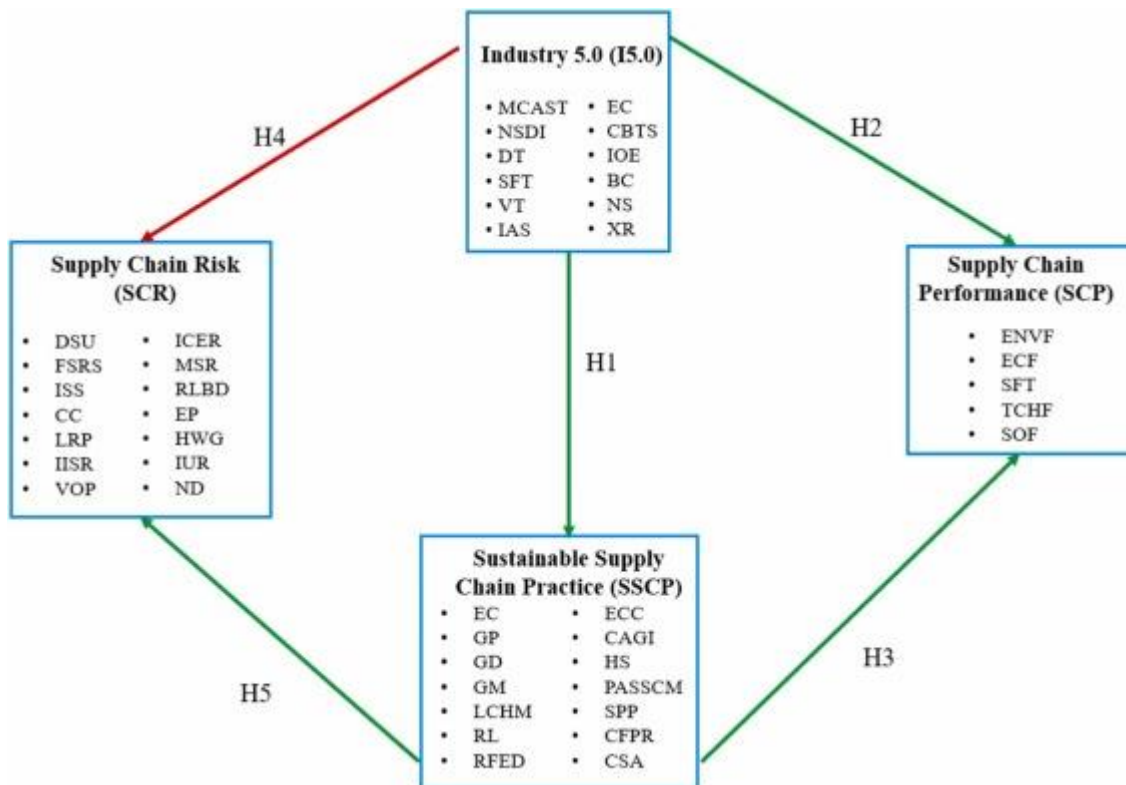 Industry 5.0 (I5.0)
• MCAST • EC
• NSDI • CBTS
• DT • IOE
• SFT • BC
• VT • NS
• IAS • XR
H4
H2
Supply Chain Risk
(SCR)
• DSU • ICER
• FSRS • MSR
• ISS • RLBD
• CC • EP
• LRP • HWG
• IISR • IUR
• VOP • ND
H1
Supply Chain
Performance (SCP)
• ENVF
• ECF
• SFT
• TCHF
• SOF
Sustainable Supply
Chain Practice (SSCP)
• EC • ECC
• GP • CAGI
• GD • HS
• GM • PASSCM
• LCHM • SPP
• RL • CFPR
• RFED • CSA
H5
H3